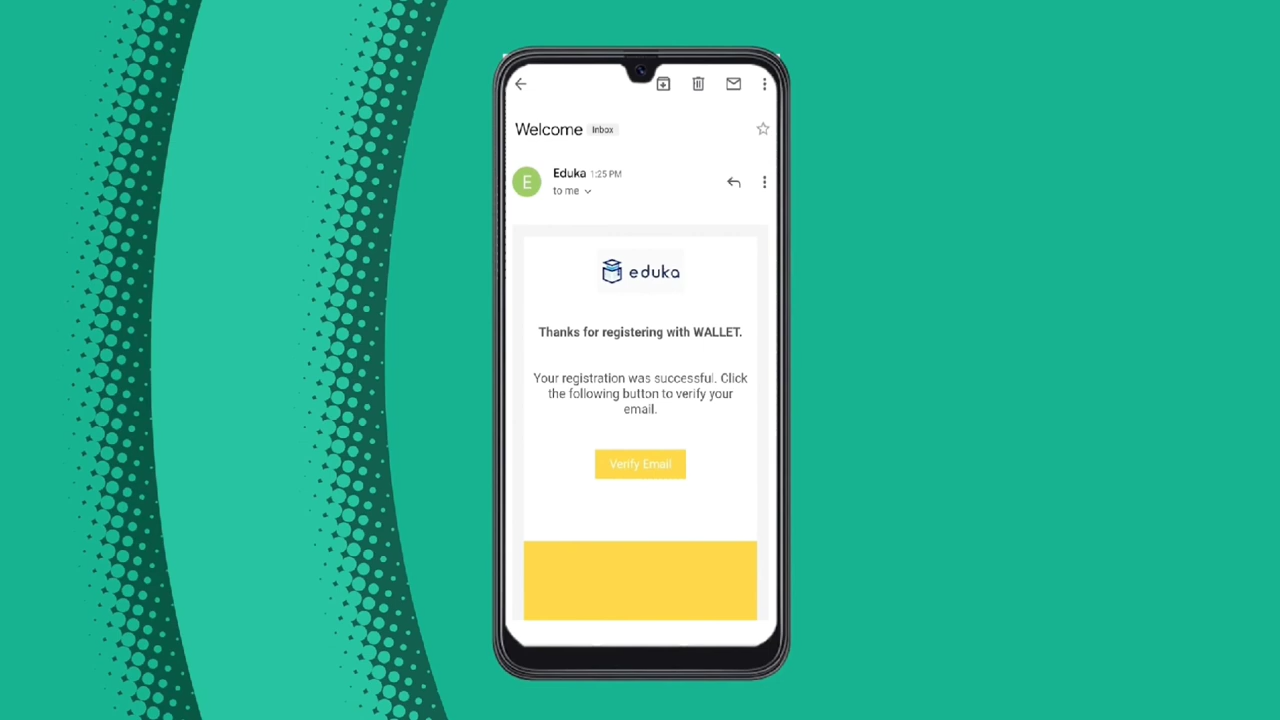 Welcome Inbox
Eduka 1:25 PM
to me
E
eduka
Thanks for registering with WALLET.
Your registration was successful. Click
the following button to verify your
email.
Verify Email